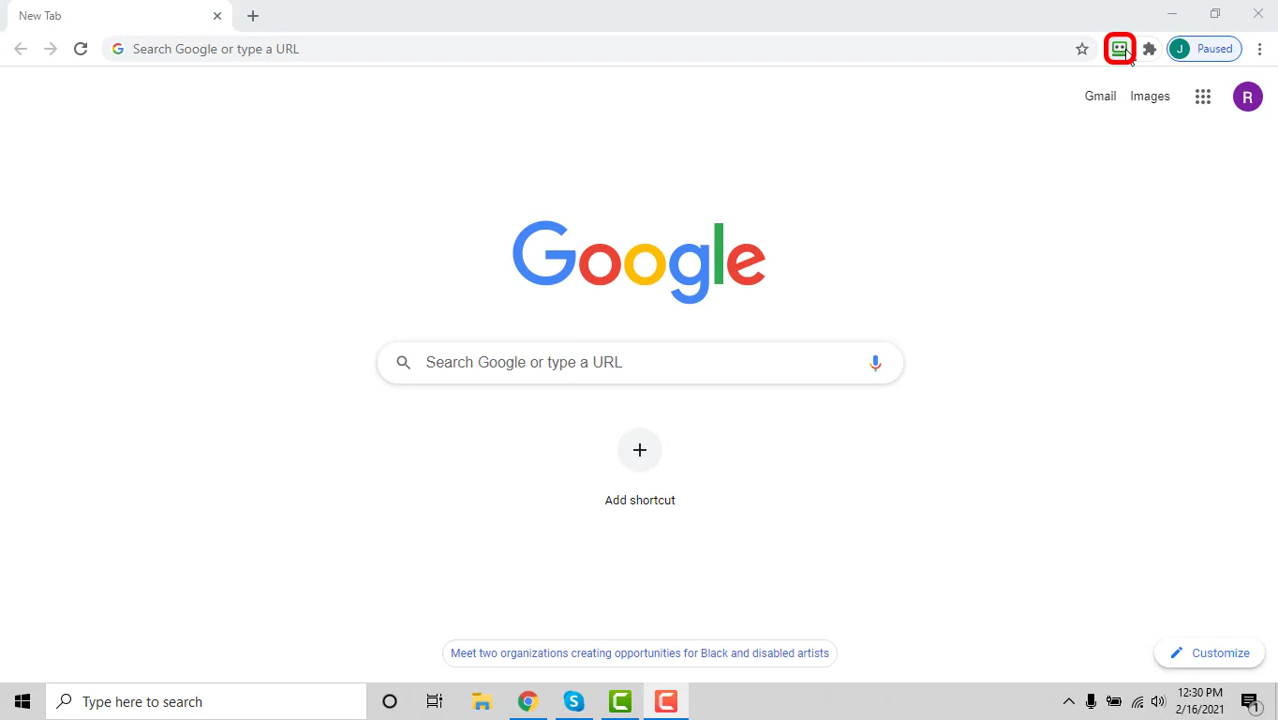 New Tab
Search Google or type a URL
J
Paused
Gmail
Images
R
Google
Search Google or type a URL
Add shortcut
Meet two organizations creating opportunities for Black and disabled artists
Customize
Type here to search
12:30 PM
2/16/2021
1